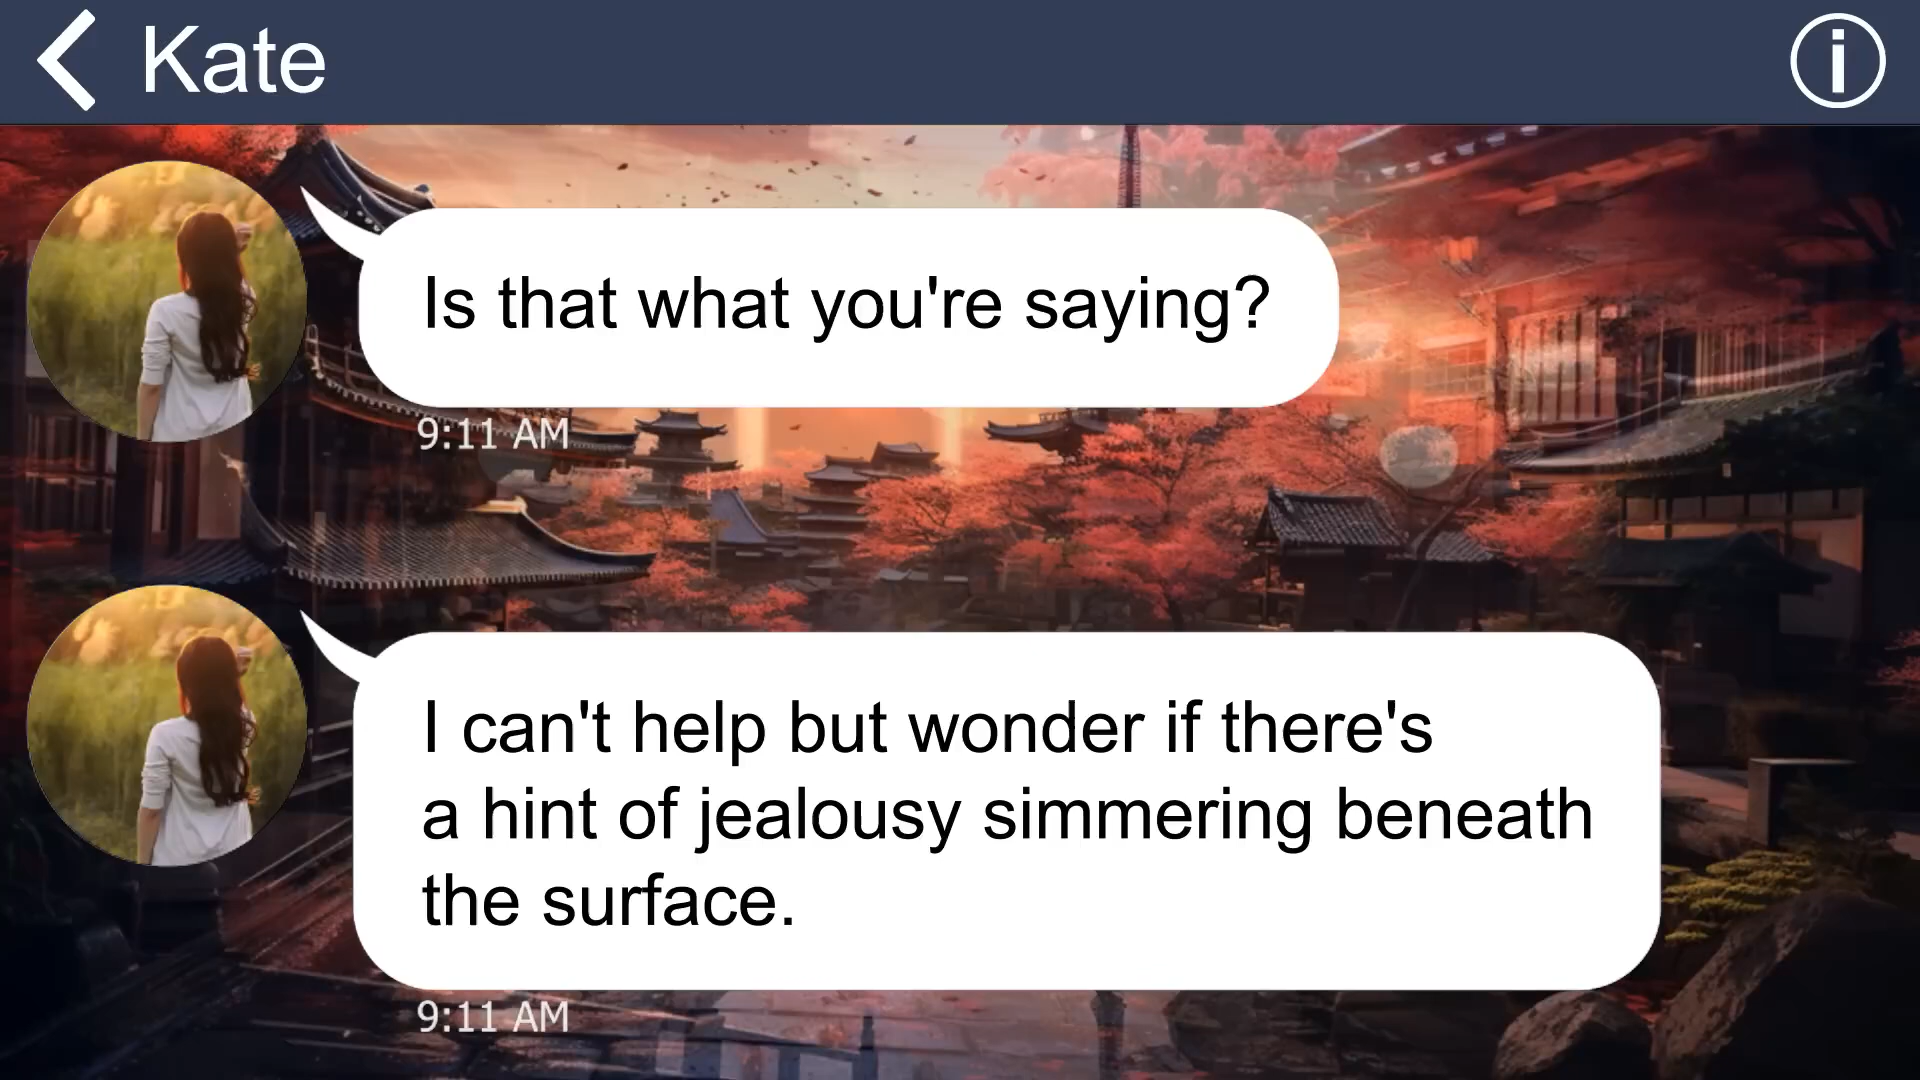 Kate
Is that what you're saying?
9:11 AM
I can't help but wonder if there's
a hint of jealousy simmering beneath
the surface.
9:11 AM